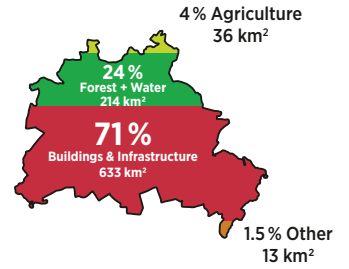 4 % Agriculture
36 km²
24 %
Forest + Water
214 km²
71 %
Buildings & Infrastructure
633 km²
1.5 % Other
13 km²